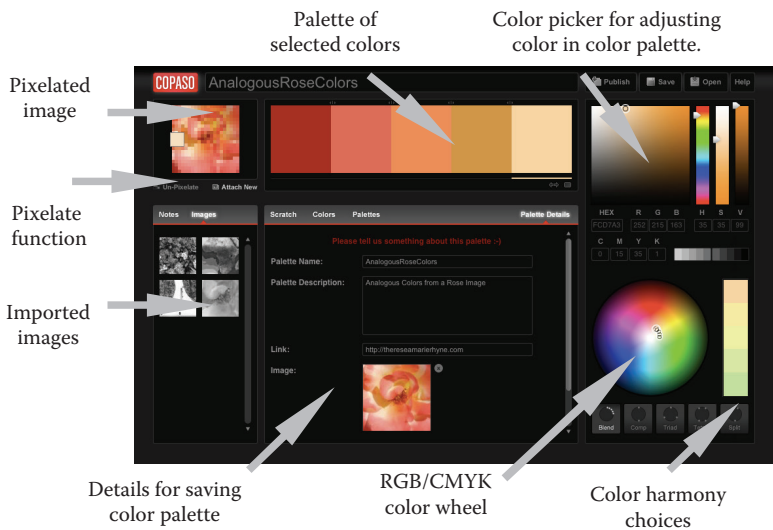 Palette of
selected colors
Color picker for adjusting
color in color palette.
Pixelated
image
COPASO
AnalogousRoseColors
Publish
Save
Open
Help
Un-Pixelate
Attach New
Pixelate
function
Notes
Images
Scratch
Colors
Palettes
Palette Details
HEX R G B H S V
FCD7A3 252 215 163 35 35 99
C M Y K
0 15 35 1
Please tell us something about this palette :-)
Palette Name:
AnalogousRoseColors
Palette Description:
Analogous Colors from a Rose Image
Imported
images
Link:
http://thereseamarierhyne.com
Image:
Blend
Comp
Triad
Split
Details for saving
color palette
RGB/CMYK
color wheel
Color harmony
choices